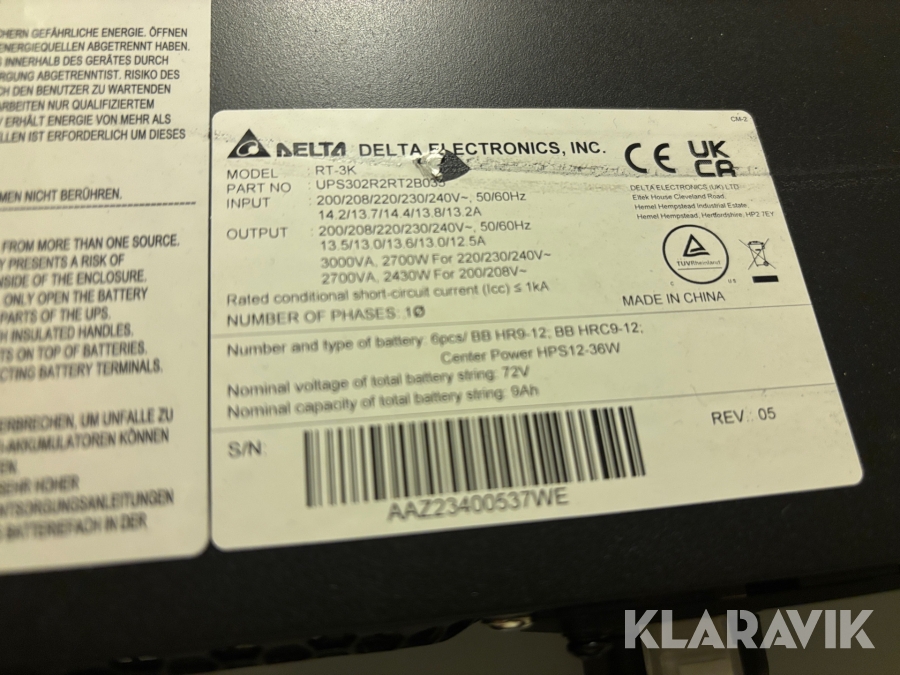 CHERN GEFÄHRLICHE ENERGIE. ÖFFNEN
ENERGIEQUELLEN ABGETRENNT HABEN.
INNERHALB DES GERÄTES DURCH
RGUNG ABGETRENNTIST. RISIKO DES
CH DEN BENUTZER ZU WARTENDEN
ARBEITEN NUR QUALIFIZIERTEM
ERHÄLT ENERGIE VON MEHR ALS
LLEN IST ERFORDERLICH UM DIESES
MEN NICHT BERÜHREN.
FROM MORE THAN ONE SOURCE.
Y PRESENTS A RISK OF
NSIDE OF THE ENCLOSURE.
ONLY OPEN THE BATTERY
PARTS OF THE UPS.
H INSULATED HANDLES.
TS ON TOP OF BATTERIES.
CTING BATTERY TERMINALS.
ERBRECHEN, UM UNFALLE ZU
-AKKUMULATOREN KÖNNEN
EN
SEHR HOHER
NTSORGUNGSANLEITUNGEN
BATTERIEFACH IN DER
CM-2
DELTA DELTA ELECTRONICS, INC.
CE UK CA
MODEL : RT-3K
PART NO : UPS302R2RT2B035
INPUT : 200/208/220/230/240V~, 50/60Hz
14.2/13.7/14.4/13.8/13.2A
OUTPUT : 200/208/220/230/240V~, 50/60Hz
13.5/13.0/13.6/13.0/12.5A
3000VA, 2700W For 220/230/240V~
2700VA, 2430W For 200/208V~
Rated conditional short-circuit current (Icc) ≤ 1kA
NUMBER OF PHASES: 1Ø
DELTA ELECTRONICS (UK) LTD
Eltek House Cleveland Road,
Hemel Hempstead Industrial Estate,
Hemel Hempstead, Hertfordshire, HP2 7EY
TÜVRheinland
C US
MADE IN CHINA
Number and type of battery: 6pcs/ BB HR9-12; BB HRC9-12;
Center Power HPS12-36W
Nominal voltage of total battery string: 72V
Nominal capacity of total battery string: 9Ah
REV.: 05
S/N:
AAZ23400537WE
KLARAVIK